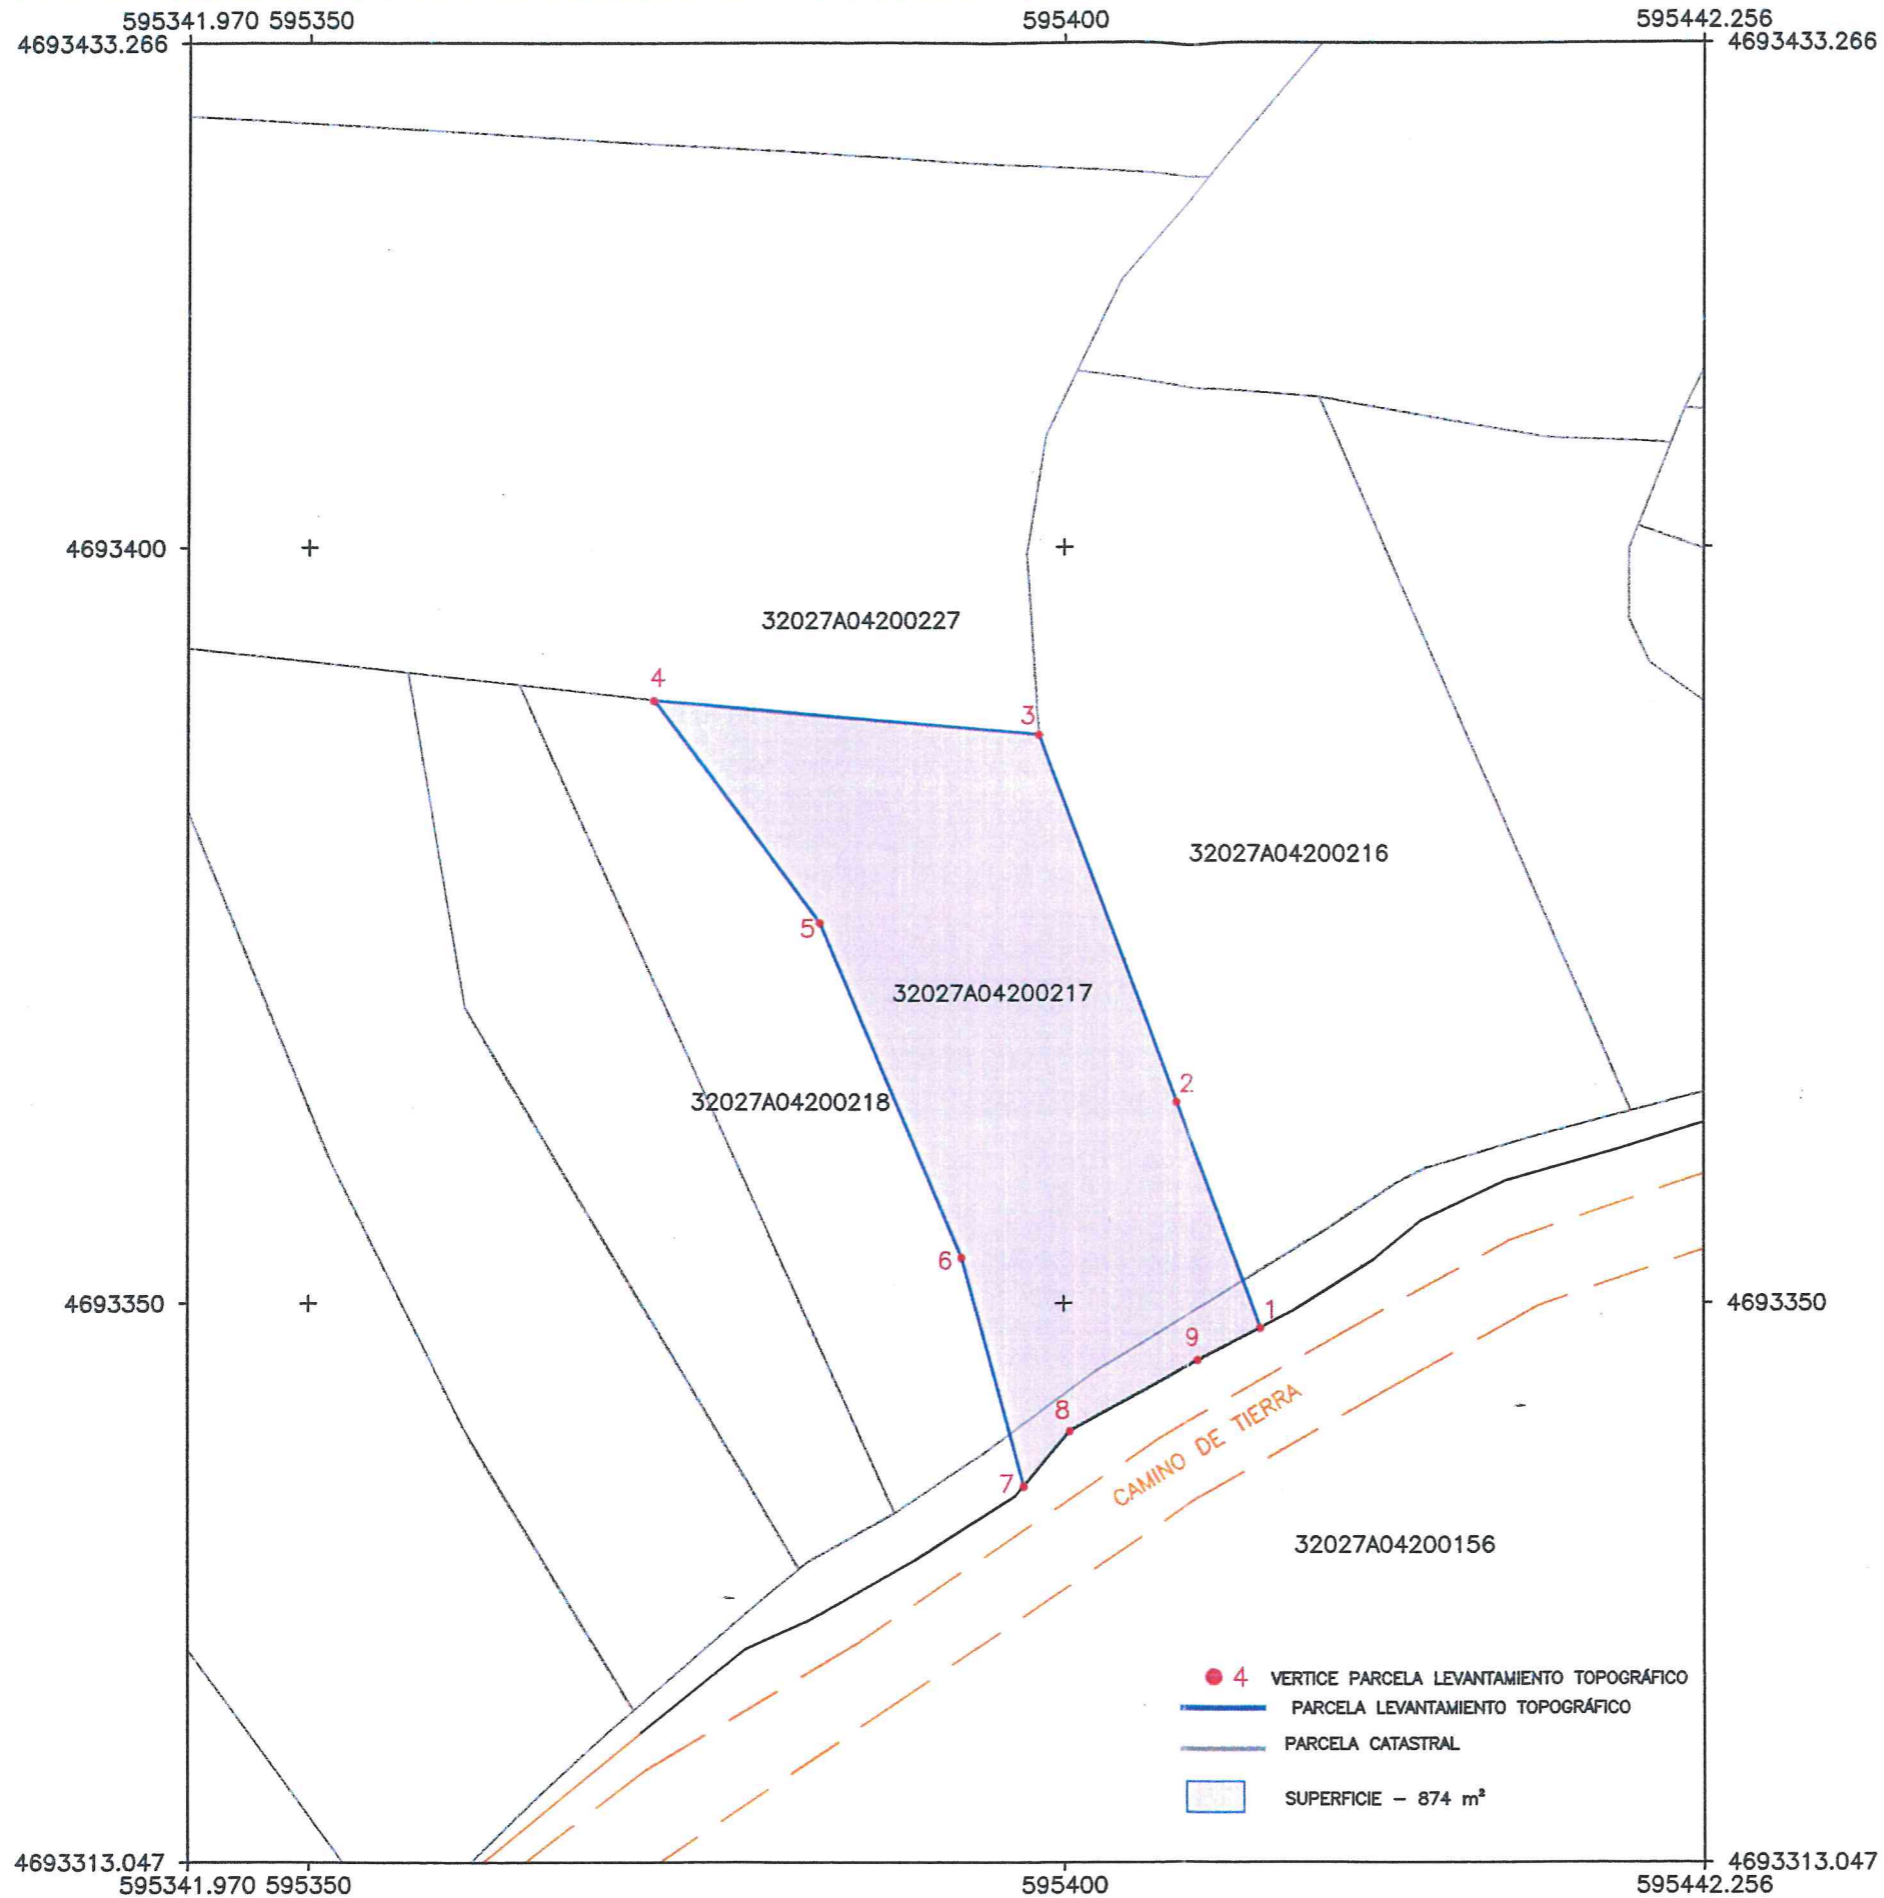 595341.970 595350 595400 595442.256
4693433.266 4693433.266
4693400
32027A04200227
4
3
32027A04200216
5
32027A04200217
2
32027A04200218
6
4693350 4693350
1
9
8
CAMINO DE TIERRA
7
32027A04200156
4 VERTICE PARCELA LEVANTAMIENTO TOPOGRÁFICO
PARCELA LEVANTAMIENTO TOPOGRÁFICO
PARCELA CATASTRAL
SUPERFICIE – 874 m²
4693313.047 4693313.047
595341.970 595350 595400 595442.256